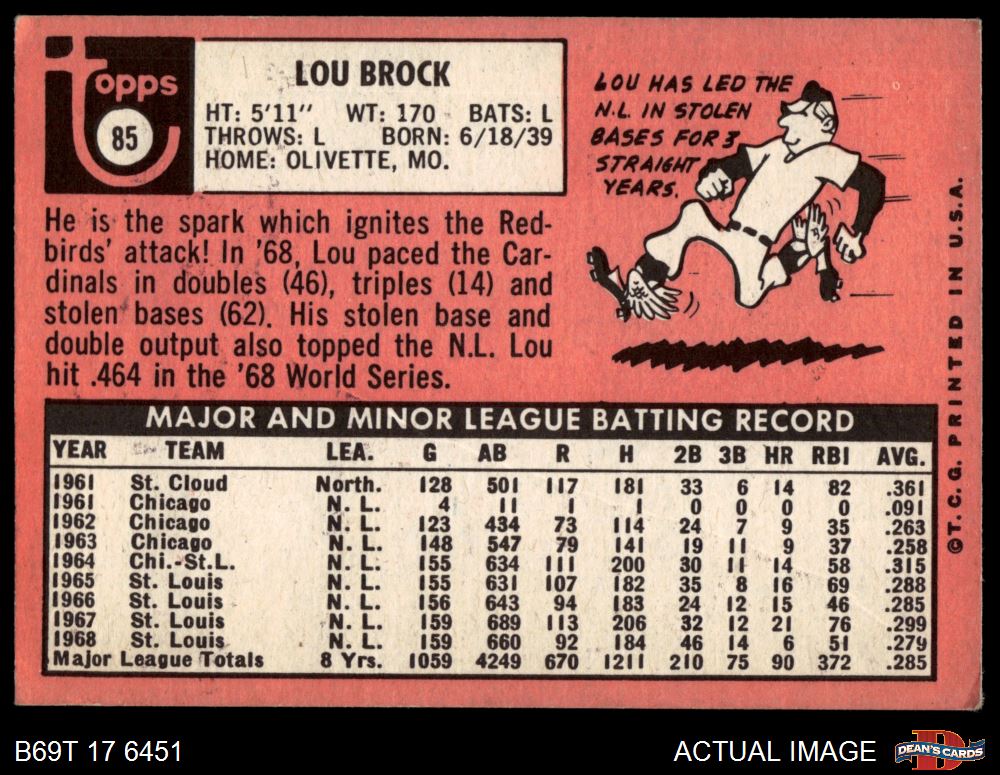 Topps
85
LOU BROCK
HT: 5'11" WT: 170 BATS: L
THROWS: L BORN: 6/18/39
HOME: OLIVETTE, MO.
LOU HAS LED THE
N.L. IN STOLEN
BASES FOR 3
STRAIGHT
YEARS.
He is the spark which ignites the Red-
birds' attack! In '68, Lou paced the Car-
dinals in doubles (46), triples (14) and
stolen bases (62). His stolen base and
double output also topped the N.L. Lou
hit .464 in the '68 World Series.
MAJOR AND MINOR LEAGUE BATTING RECORD
YEAR TEAM LEA. G AB R H 2B 3B HR RBI AVG.
1961 St. Cloud North. 128 501 117 181 33 6 14 82 .361
1961 Chicago N. L. 4 11 1 1 0 0 0 0 .091
1962 Chicago N. L. 123 434 73 114 24 7 9 35 .263
1963 Chicago N. L. 148 547 79 141 19 11 9 37 .258
1964 Chi.-St.L. N. L. 155 634 111 200 30 11 14 58 .315
1965 St. Louis N. L. 155 631 107 182 35 8 16 69 .288
1966 St. Louis N. L. 156 643 94 183 24 12 15 46 .285
1967 St. Louis N. L. 159 689 113 206 32 12 21 76 .299
1968 St. Louis N. L. 159 660 92 184 46 14 6 51 .279
Major League Totals 8 Yrs. 1059 4249 670 1211 210 75 90 372 .285
©T. C. G. PRINTED IN U.S.A.
B69T 17 6451
ACTUAL IMAGE
D
DEAN'S CARDS